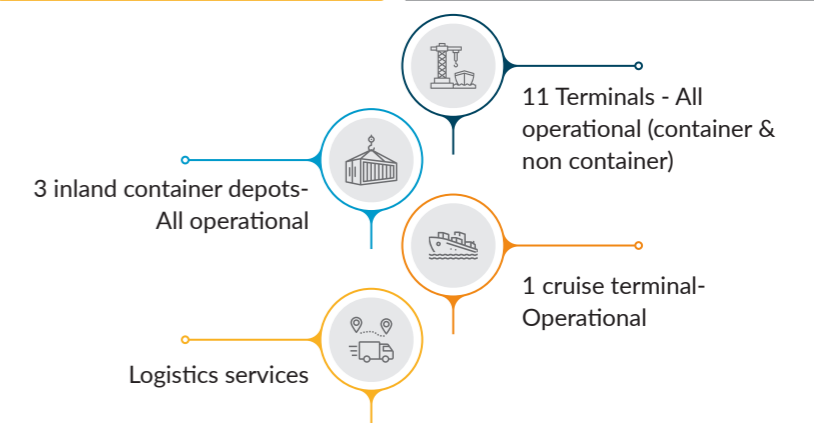 11 Terminals - All
operational (container &
non container)
3 inland container depots-
All operational
1 cruise terminal-
Operational
Logistics services